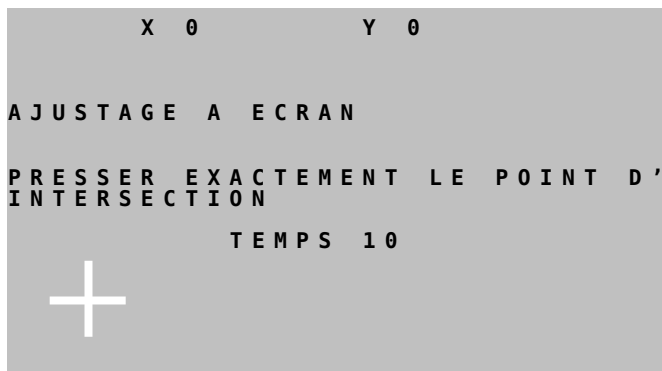 X 0 Y 0
AJUSTAGE A ECRAN
PRESSER EXACTEMENT LE POINT D'
INTERSECTION
TEMPS 10